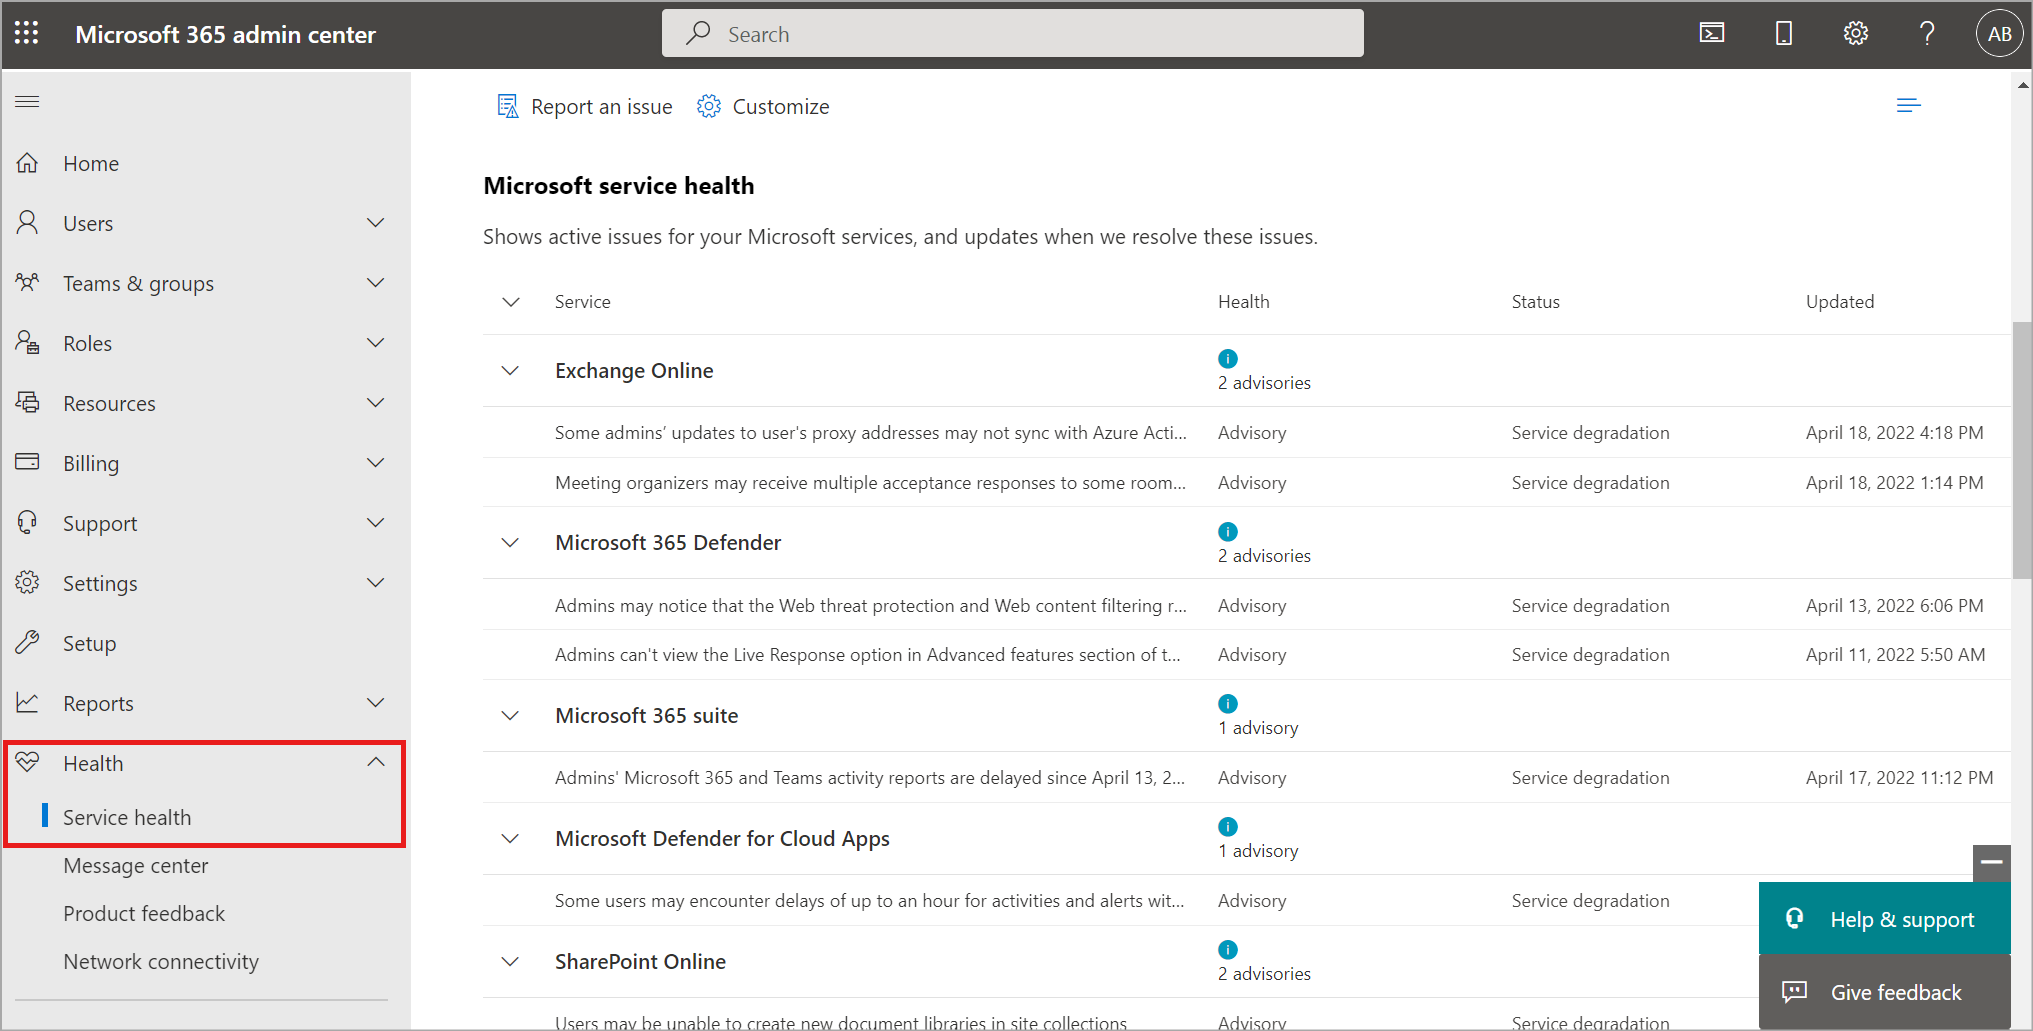 Microsoft 365 admin center
Search
AB
Home
Users
Teams & groups
Roles
Resources
Billing
Support
Settings
Setup
Reports
Health
Service health
Message center
Product feedback
Network connectivity
Report an issue
Customize
Microsoft service health
Shows active issues for your Microsoft services, and updates when we resolve these issues.
Service Health Status Updated
Exchange Online 2 advisories
Some admins’ updates to user's proxy addresses may not sync with Azure Acti... Advisory Service degradation April 18, 2022 4:18 PM
Meeting organizers may receive multiple acceptance responses to some room... Advisory Service degradation April 18, 2022 1:14 PM
Microsoft 365 Defender 2 advisories
Admins may notice that the Web threat protection and Web content filtering r... Advisory Service degradation April 13, 2022 6:06 PM
Admins can't view the Live Response option in Advanced features section of t... Advisory Service degradation April 11, 2022 5:50 AM
Microsoft 365 suite 1 advisory
Admins' Microsoft 365 and Teams activity reports are delayed since April 13, 2... Advisory Service degradation April 17, 2022 11:12 PM
Microsoft Defender for Cloud Apps 1 advisory
Some users may encounter delays of up to an hour for activities and alerts wit... Advisory Service degradation
SharePoint Online 2 advisories
Users may be unable to create new document libraries in site collections Advisory Service degradation
Help & support
Give feedback